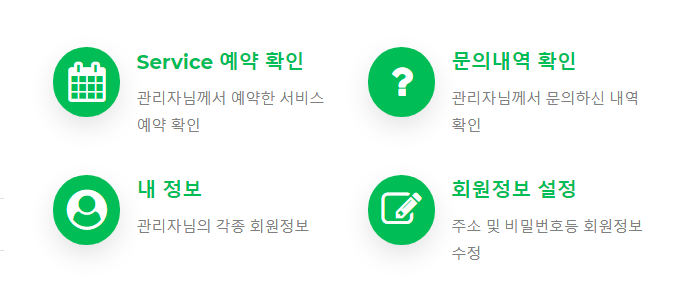 Service 예약 확인
관리자님께서 예약한 서비스
예약 확인
문의내역 확인
관리자님께서 문의하신 내역
확인
내 정보
관리자님의 각종 회원정보
회원정보 설정
주소 및 비밀번호등 회원정보
수정